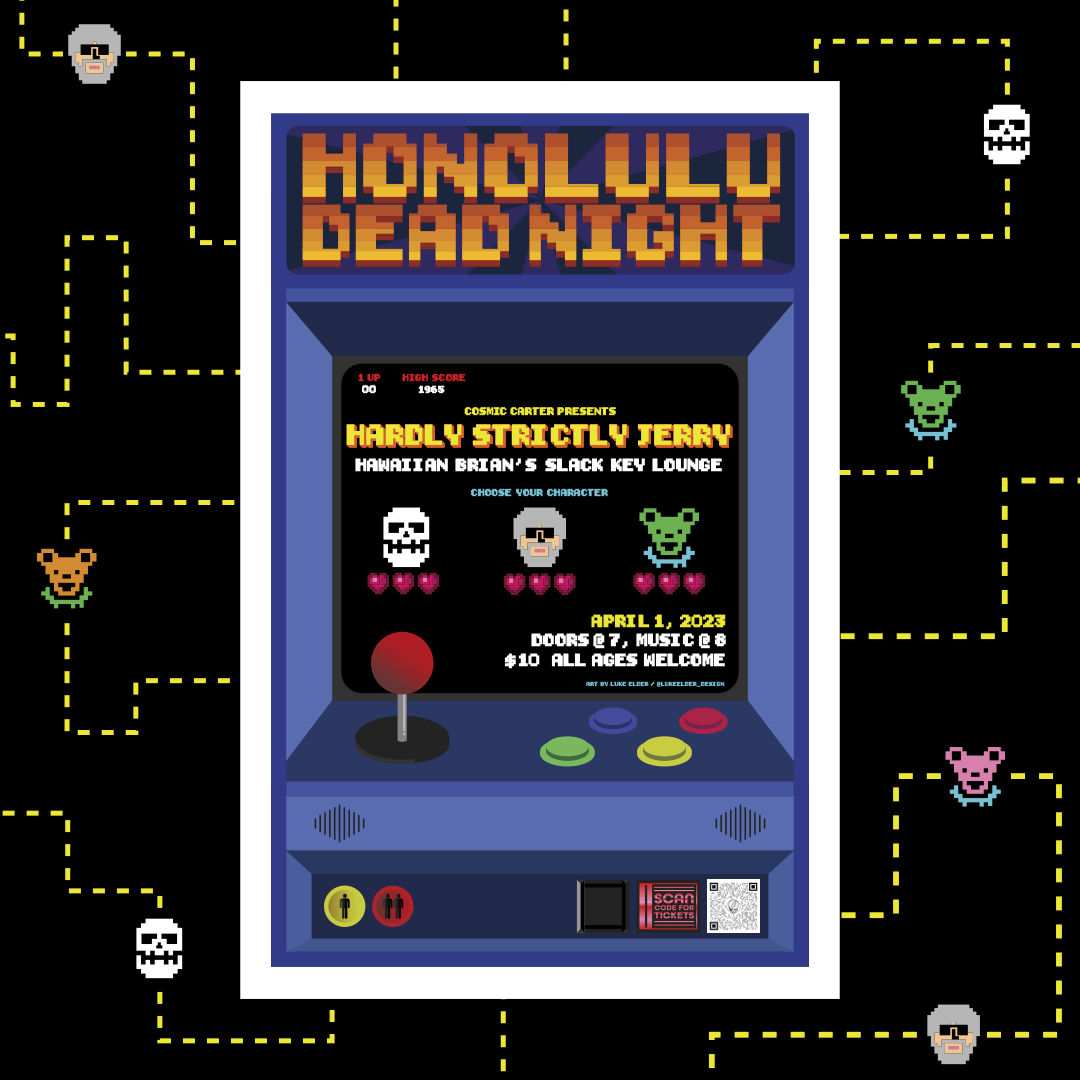 HONOLULU
DEAD NIGHT
1 UP HIGH SCORE
00 1965
COSMIC CARTER PRESENTS
HARDLY STRICTLY JERRY
HAWAIIAN BRIAN'S SLACK KEY LOUNGE
CHOOSE YOUR CHARACTER
APRIL 1, 2023
DOORS @ 7, MUSIC @ 8
$10 ALL AGES WELCOME
ART BY LUKE ELDER / @LUKEELDER_DESIGN
SCAN
CODE FOR
TICKETS